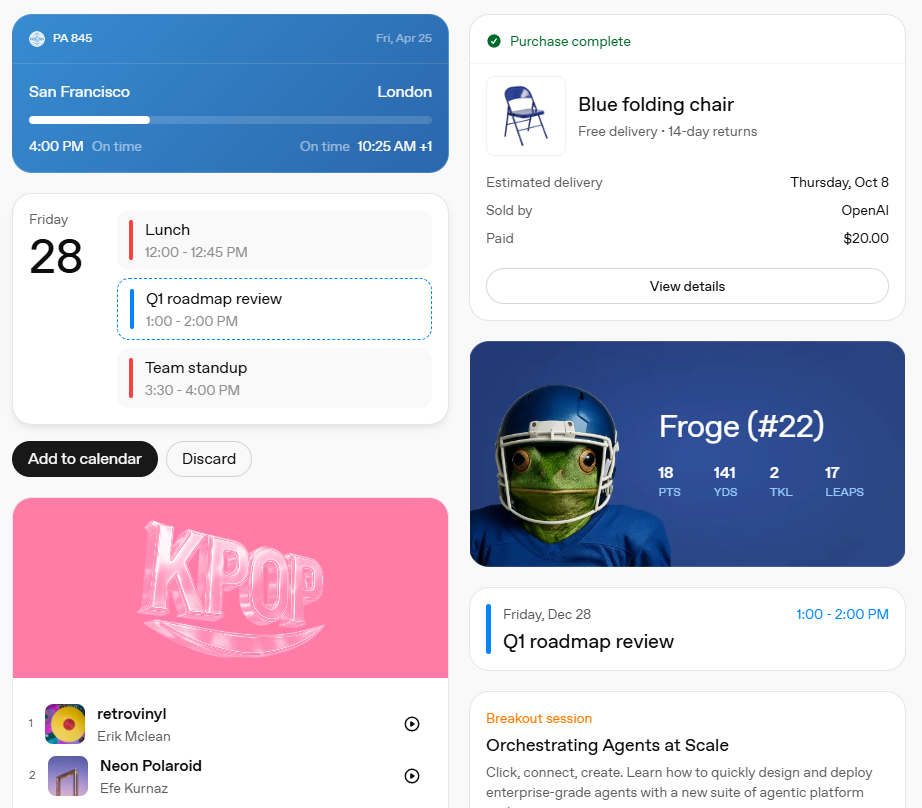 PA 845
Fri, Apr 25
San Francisco
London
4:00 PM On time
On time 10:25 AM +1
Friday
28
Lunch
12:00 - 12:45 PM
Q1 roadmap review
1:00 - 2:00 PM
Team standup
3:30 - 4:00 PM
Add to calendar
Discard
KPOP
1
retrovinyl
Erik Mclean
2
Neon Polaroid
Efe Kurnaz
Purchase complete
Blue folding chair
Free delivery • 14-day returns
Estimated delivery
Thursday, Oct 8
Sold by
OpenAI
Paid
$20.00
View details
Froge (#22)
18 141 2 17
PTS YDS TKL LEAPS
Friday, Dec 28
1:00 - 2:00 PM
Q1 roadmap review
Breakout session
Orchestrating Agents at Scale
Click, connect, create. Learn how to quickly design and deploy
enterprise-grade agents with a new suite of agentic platform